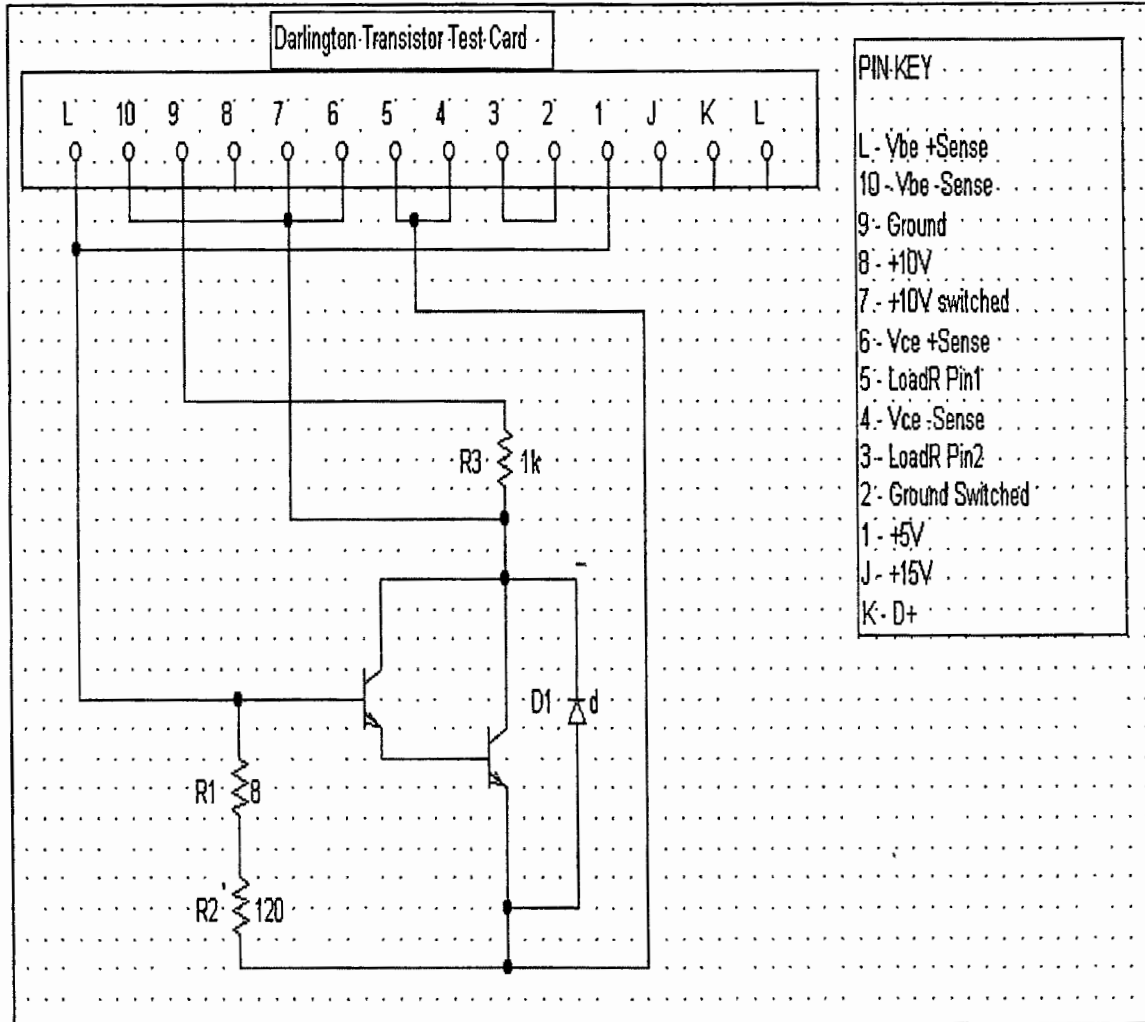 Darlington Transistor Test Card
L 10 9 8 7 6 5 4 3 2 1 J K L
PIN KEY
L - Vbe +Sense
10 - Vbe -Sense
9 - Ground
8 - +10V
7 - +10V switched
6 - Vce +Sense
5 - LoadR Pin1
4 - Vce -Sense
3 - LoadR Pin2
2 - Ground Switched
1 - +5V
J - +15V
K - D+
R3 1k
D1 d
R1 8
R2 120